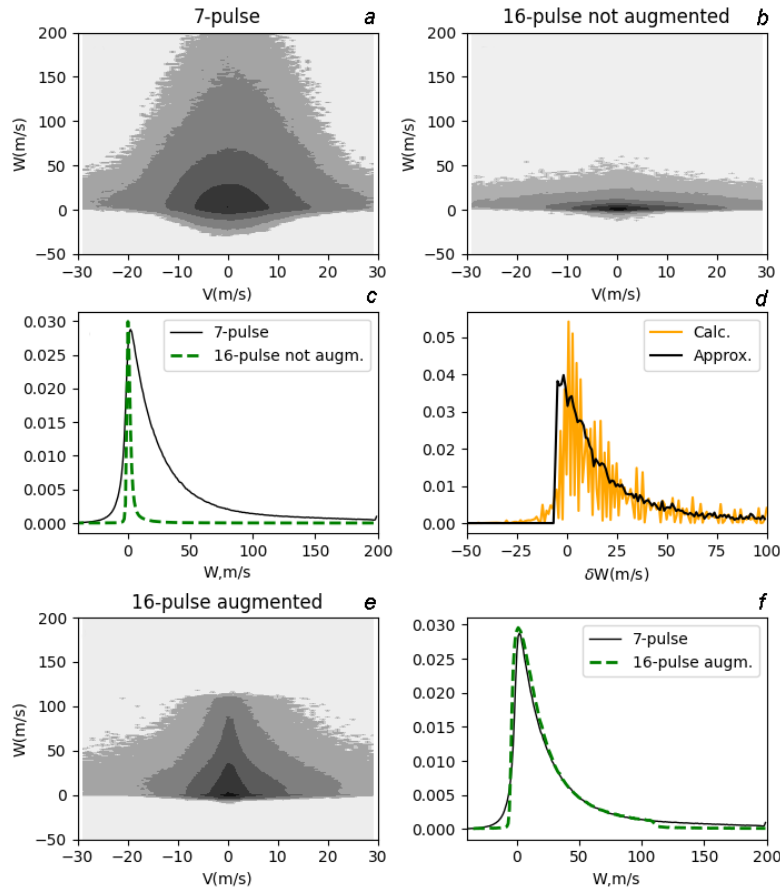 7-pulse a
200
150
100
50
0
−50
W(m/s)
−30 −20 −10 0 10 20 30
V(m/s)
16-pulse not augmented b
200
150
100
50
0
−50
W(m/s)
−30 −20 −10 0 10 20 30
V(m/s)
c
0.030
0.025
0.020
0.015
0.010
0.005
0.000
7-pulse
16-pulse not augm.
0 50 100 150 200
W,m/s
d
0.05
0.04
0.03
0.02
0.01
0.00
Calc.
Approx.
−50 −25 0 25 50 75 100
δW(m/s)
16-pulse augmented e
200
150
100
50
0
−50
W(m/s)
−30 −20 −10 0 10 20 30
V(m/s)
f
0.030
0.025
0.020
0.015
0.010
0.005
0.000
7-pulse
16-pulse augm.
0 50 100 150 200
W,m/s